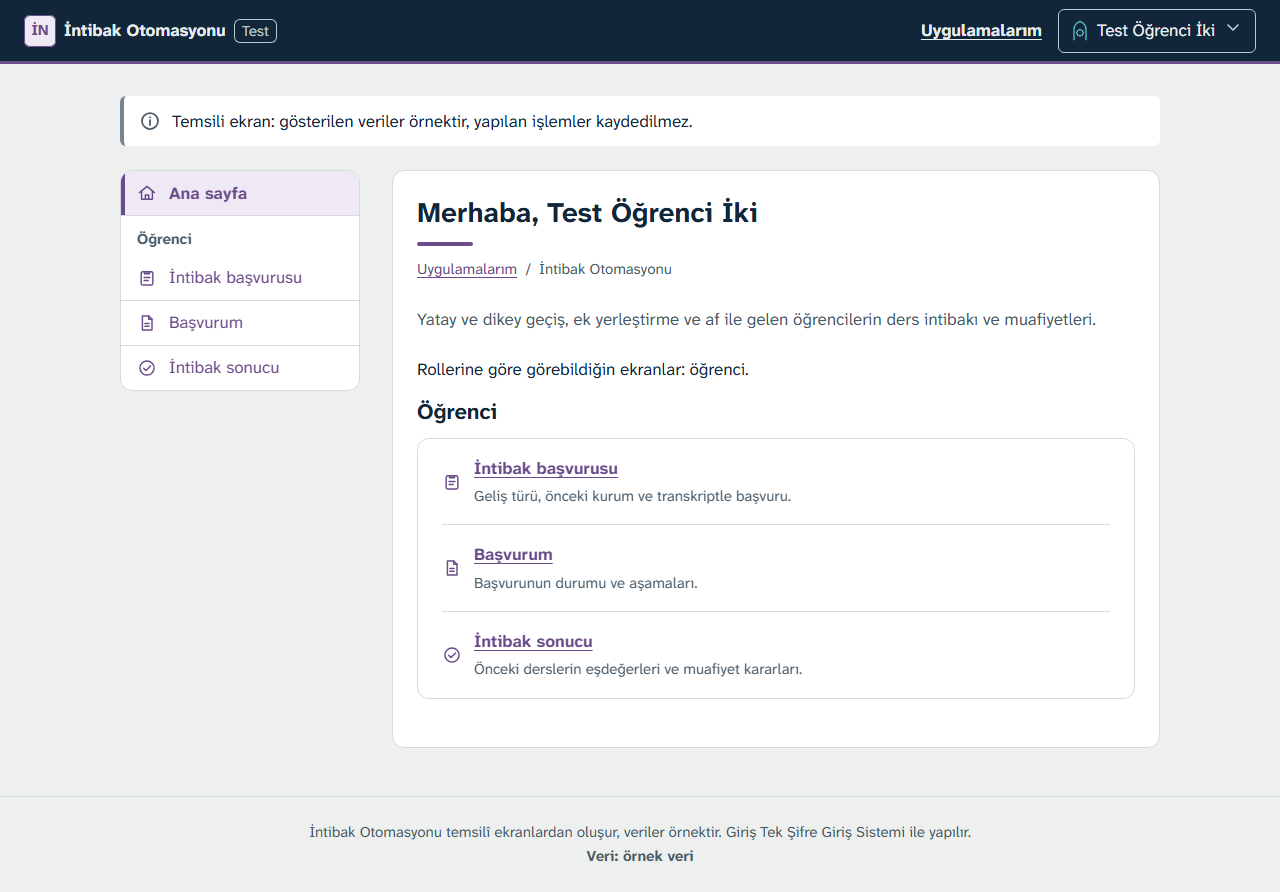 İN İntibak Otomasyonu Test
Uygulamalarım
Test Öğrenci İki
Temsili ekran: gösterilen veriler örnektir, yapılan işlemler kaydedilmez.
Ana sayfa
Öğrenci
İntibak başvurusu
Başvurum
İntibak sonucu
Merhaba, Test Öğrenci İki
Uygulamalarım / İntibak Otomasyonu
Yatay ve dikey geçiş, ek yerleştirme ve af ile gelen öğrencilerin ders intibakı ve muafiyetleri.
Rollerine göre görebildiğin ekranlar: öğrenci.
Öğrenci
İntibak başvurusu
Geliş türü, önceki kurum ve transkriptle başvuru.
Başvurum
Başvurunun durumu ve aşamaları.
İntibak sonucu
Önceki derslerin eşdeğerleri ve muafiyet kararları.
İntibak Otomasyonu temsilî ekranlardan oluşur, veriler örnektir. Giriş Tek Şifre Giriş Sistemi ile yapılır.
Veri: örnek veri